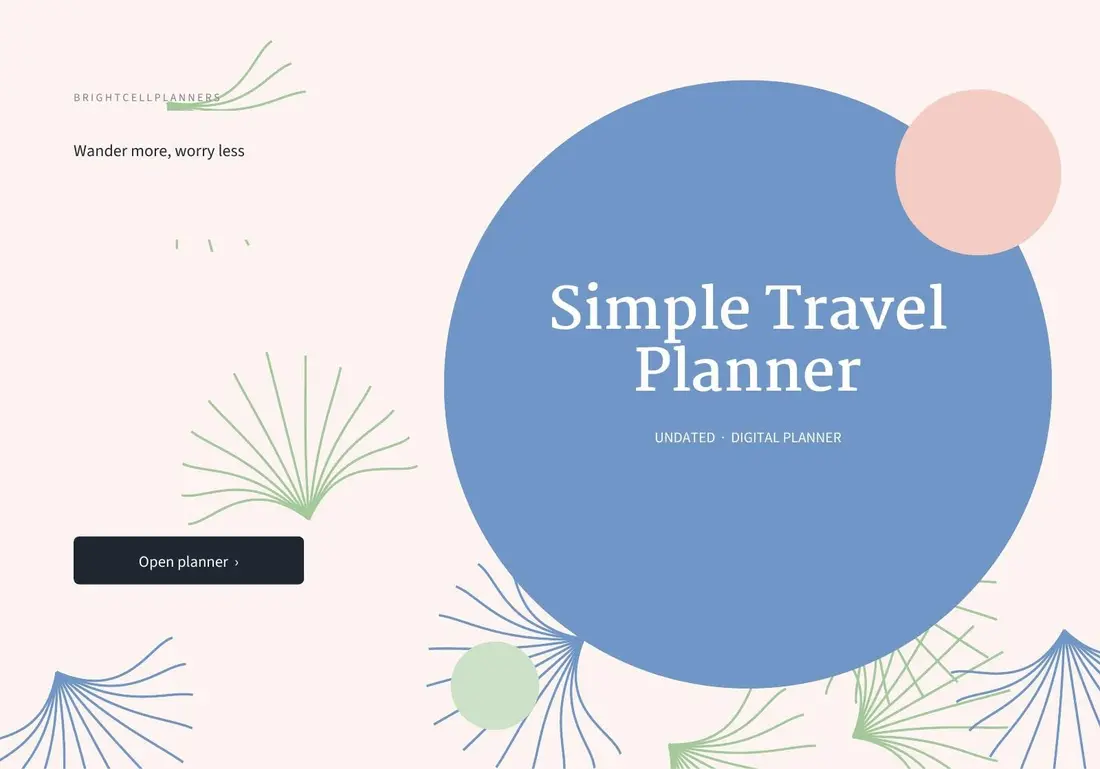 BRIGHTCELLPLANNERS
Wander more, worry less
Simple Travel
Planner
UNDATED · DIGITAL PLANNER
Open planner ›